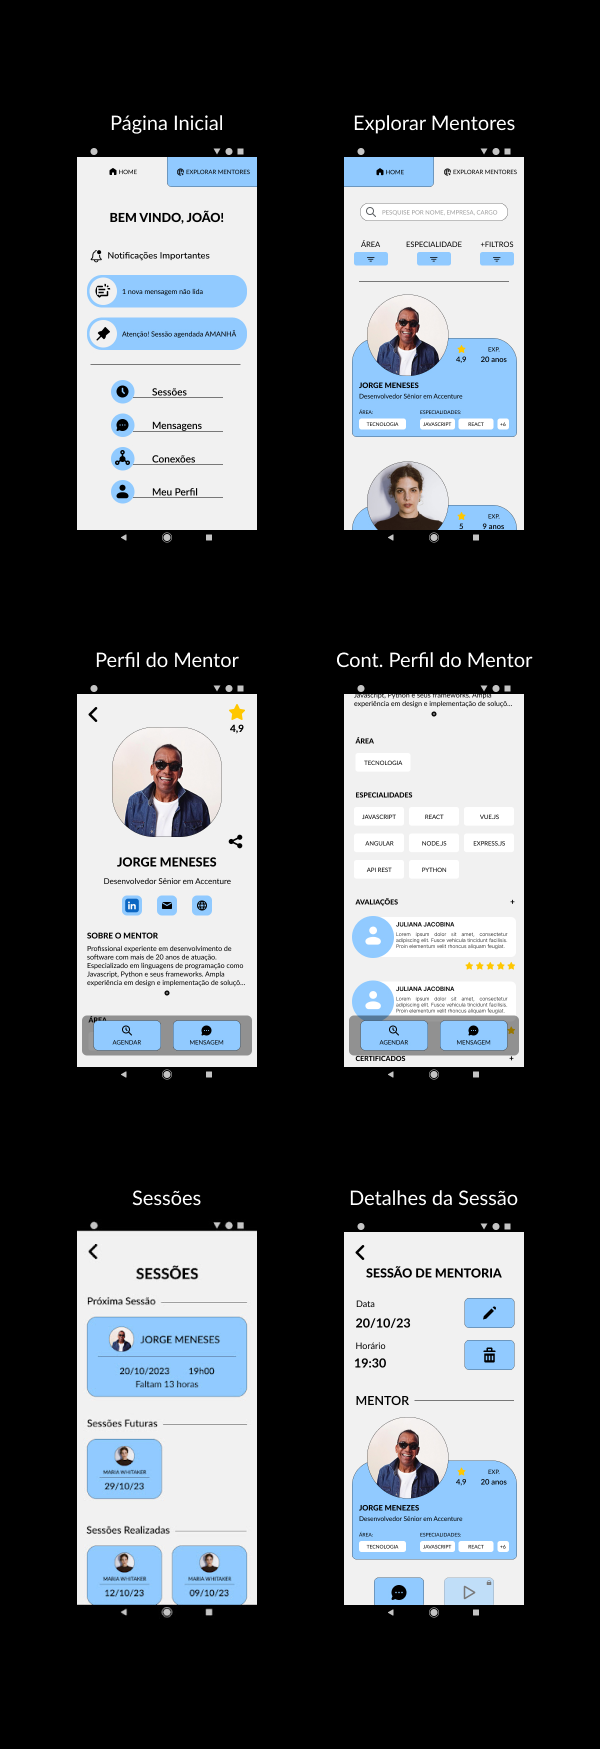 Página Inicial
HOME
EXPLORAR MENTORES
BEM VINDO, JOÃO!
Notificações Importantes
1 nova mensagem não lida
Atenção! Sessão agendada AMANHÃ
Sessões
Mensagens
Conexões
Meu Perfil
Explorar Mentores
HOME
EXPLORAR MENTORES
PESQUISE POR NOME, EMPRESA, CARGO
ÁREA
ESPECIALIDADE
+FILTROS
4,9
EXP.
20 anos
JORGE MENESES
Desenvolvedor Sênior em Accenture
ÁREA:
ESPECIALIDADES:
TECNOLOGIA
JAVASCRIPT
REACT
+6
5
EXP.
9 anos
Perfil do Mentor
4,9
JORGE MENESES
Desenvolvedor Sênior em Accenture
in
SOBRE O MENTOR
Profissional experiente em desenvolvimento de
software com mais de 20 anos de atuação.
Especializado em linguagens de programação como
Javascript, Python e seus frameworks. Ampla
experiência em design e implementação de soluçõ...
ÁREA
AGENDAR
MENSAGEM
Cont. Perfil do Mentor
Javascript, Python e seus frameworks. Ampla
experiência em design e implementação de soluçõ...
ÁREA
TECNOLOGIA
ESPECIALIDADES
JAVASCRIPT
REACT
VUE.JS
ANGULAR
NODE.JS
EXPRESS.JS
API REST
PYTHON
AVALIAÇÕES +
JULIANA JACOBINA
Lorem ipsum dolor sit amet, consectetur
adipiscing elit. Fusce vehicula tincidunt facilisis.
Proin elementum velit rhoncus aliquam feugiat.
JULIANA JACOBINA
Lorem ipsum dolor sit amet, consectetur
adipiscing elit. Fusce vehicula tincidunt facilisis.
Proin elementum velit rhoncus aliquam feugiat.
AGENDAR
MENSAGEM
CERTIFICADOS +
Sessões
SESSÕES
Próxima Sessão
JORGE MENESES
20/10/2023 19h00
Faltam 13 horas
Sessões Futuras
MARIA WHITAKER
29/10/23
Sessões Realizadas
MARIA WHITAKER
12/10/23
MARIA WHITAKER
09/10/23
Detalhes da Sessão
SESSÃO DE MENTORIA
Data
20/10/23
Horário
19:30
MENTOR
4,9
EXP.
20 anos
JORGE MENEZES
Desenvolvedor Sênior em Accenture
ÁREA:
ESPECIALIDADES:
TECNOLOGIA
JAVASCRIPT
REACT
+6